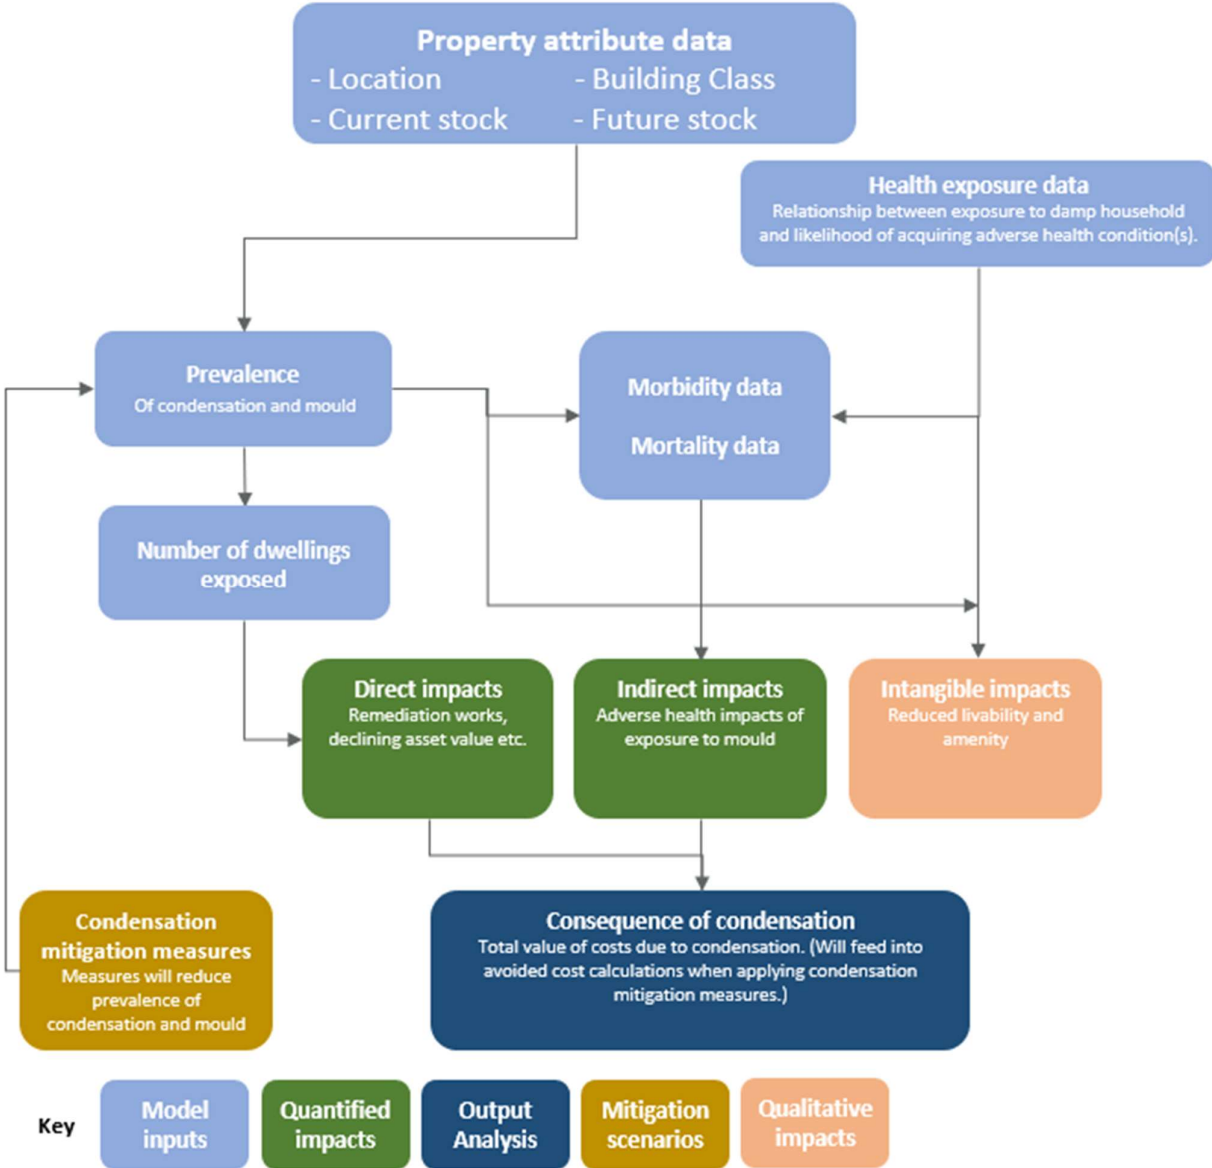 Property attribute data
- Location - Building Class
- Current stock - Future stock
Health exposure data
Relationship between exposure to damp household
and likelihood of acquiring adverse health condition(s).
Prevalence
Of condensation and mould
Morbidity data
Mortality data
Number of dwellings
exposed
Direct impacts
Remediation works,
declining asset value etc.
Indirect impacts
Adverse health impacts of
exposure to mould
Intangible impacts
Reduced livability and
amenity
Condensation
mitigation measures
Measures will reduce
prevalence of
condensation and mould
Consequence of condensation
Total value of costs due to condensation. (Will feed into
avoided cost calculations when applying condensation
mitigation measures.)
Key
Model
inputs
Quantified
impacts
Output
Analysis
Mitigation
scenarios
Qualitative
impacts